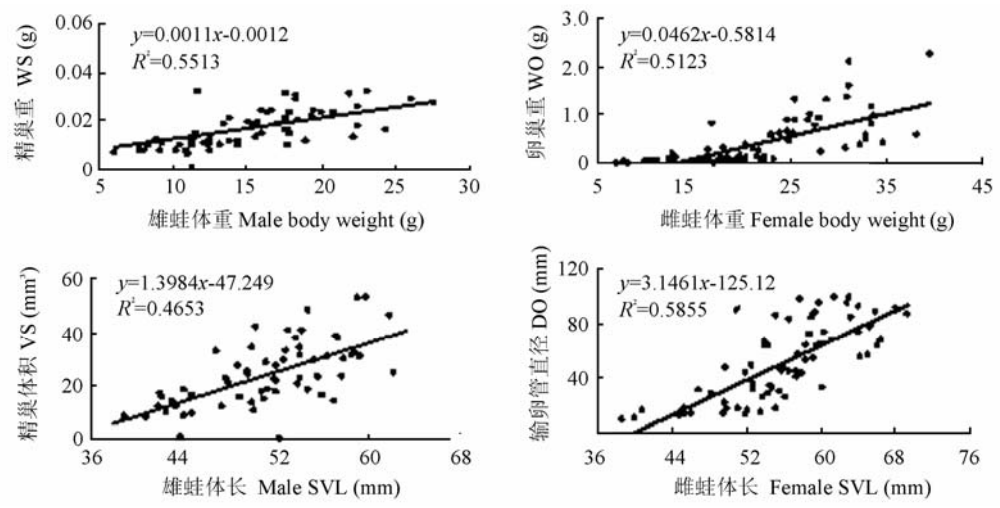 0.06
0.04
0.02
0
y=0.0011x-0.0012
R²=0.5513
精巢重 WS (g)
5
10
15
20
25
30
雄蛙体重 Male body weight (g)
3.0
2.0
1.0
0
y=0.0462x-0.5814
R²=0.5123
卵巢重 WO (g)
5
15
25
35
45
雌蛙体重 Female body weight (g)
60
40
20
0
y=1.3984x-47.249
R²=0.4653
精巢体积 VS (mm³)
36
44
52
60
68
雄蛙体长 Male SVL (mm)
120
80
40
y=3.1461x-125.12
R²=0.5855
输卵管直径 DO (mm)
36
44
52
60
68
76
雌蛙体长 Female SVL (mm)